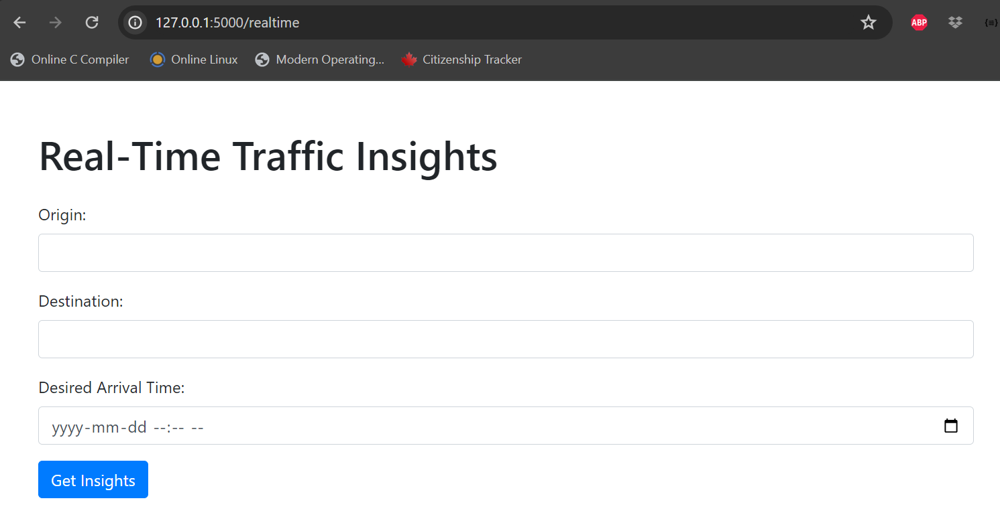 127.0.0.1:5000/realtime
ABP
{≡}
Online C Compiler Online Linux Modern Operating... Citizenship Tracker
Real-Time Traffic Insights
Origin:
Destination:
Desired Arrival Time:
yyyy-mm-dd --:-- --
Get Insights